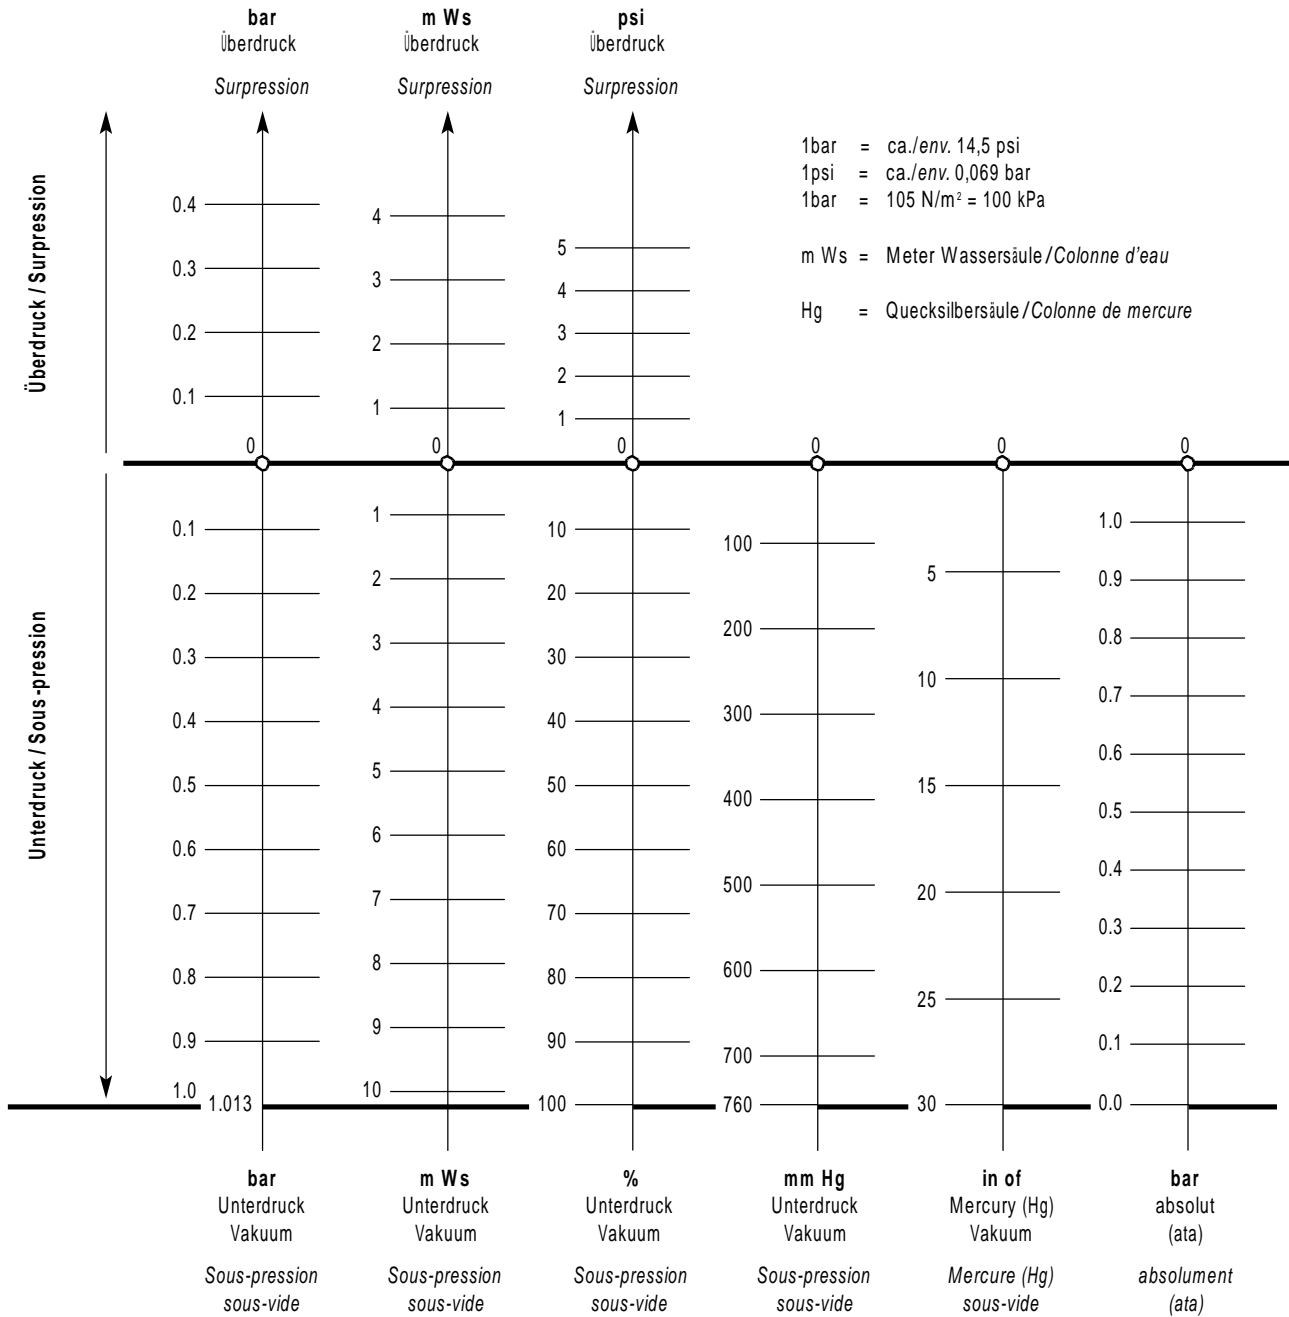 bar
Überdruck
Surpression
m Ws
Überdruck
Surpression
psi
Überdruck
Surpression
1bar = ca./env. 14,5 psi
1psi = ca./env. 0,069 bar
1bar = 105 N/m² = 100 kPa
m Ws = Meter Wassersäule/Colonne d'eau
Hg = Quecksilbersäule/Colonne de mercure
Überdruck / Surpression
0.4
0.3
0.2
0.1
4
3
2
1
5
4
3
2
1
0 0 0 0 0 0
Unterdruck / Sous-pression
0.1
0.2
0.3
0.4
0.5
0.6
0.7
0.8
0.9
1.0
1.013
1
2
3
4
5
6
7
8
9
10
10
20
30
40
50
60
70
80
90
100
100
200
300
400
500
600
700
760
5
10
15
20
25
30
1.0
0.9
0.8
0.7
0.6
0.5
0.4
0.3
0.2
0.1
0.0
bar
Unterdruck
Vakuum
Sous-pression
sous-vide
m Ws
Unterdruck
Vakuum
Sous-pression
sous-vide
%
Unterdruck
Vakuum
Sous-pression
sous-vide
mm Hg
Unterdruck
Vakuum
Sous-pression
sous-vide
in of
Mercury (Hg)
Vakuum
Mercure (Hg)
sous-vide
bar
absolut
(ata)
absolument
(ata)